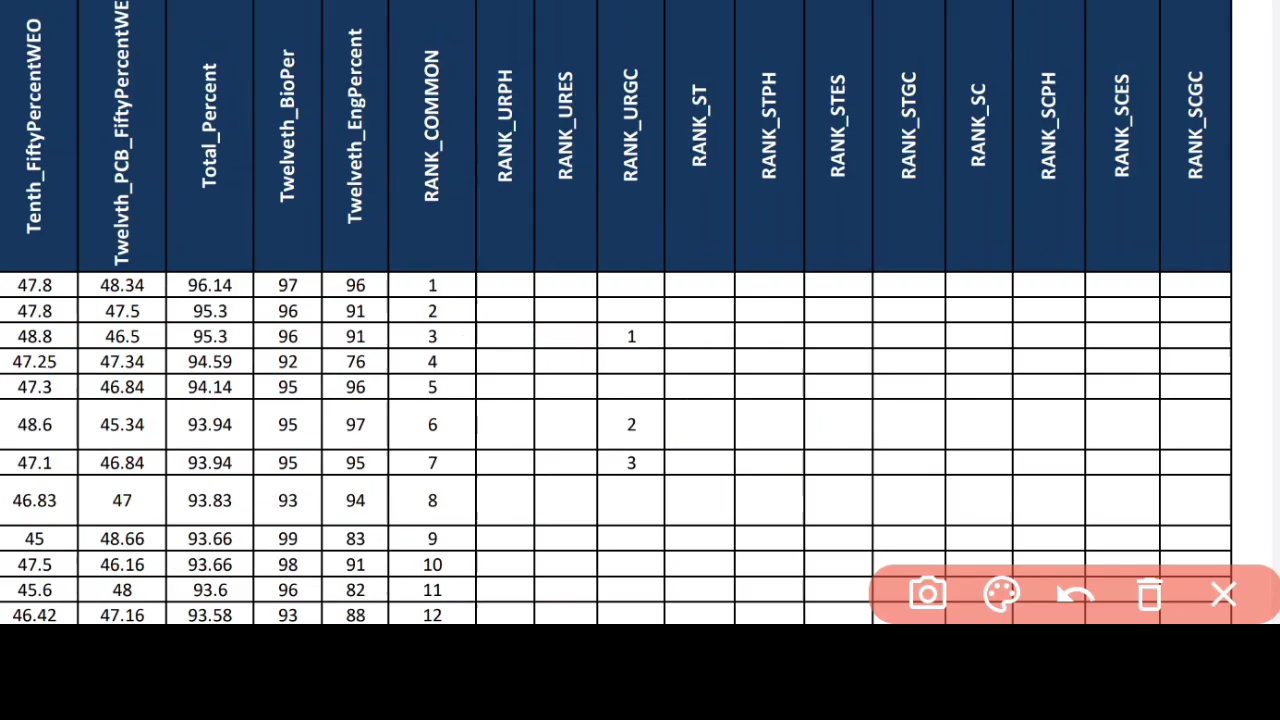 Tenth_FiftyPercentWEO Twelvth_PCB_FiftyPercentWE Total_Percent Twelveth_BioPer Twelveth_EngPercent RANK_COMMON RANK_URPH RANK_URES RANK_URGC RANK_ST RANK_STPH RANK_STES RANK_STGC RANK_SC RANK_SCPH RANK_SCES RANK_SCGC
47.8 48.34 96.14 97 96 1
47.8 47.5 95.3 96 91 2
48.8 46.5 95.3 96 91 3 1
47.25 47.34 94.59 92 76 4
47.3 46.84 94.14 95 96 5
48.6 45.34 93.94 95 97 6 2
47.1 46.84 93.94 95 95 7 3
46.83 47 93.83 93 94 8
45 48.66 93.66 99 83 9
47.5 46.16 93.66 98 91 10
45.6 48 93.6 96 82 11
46.42 47.16 93.58 93 88 12